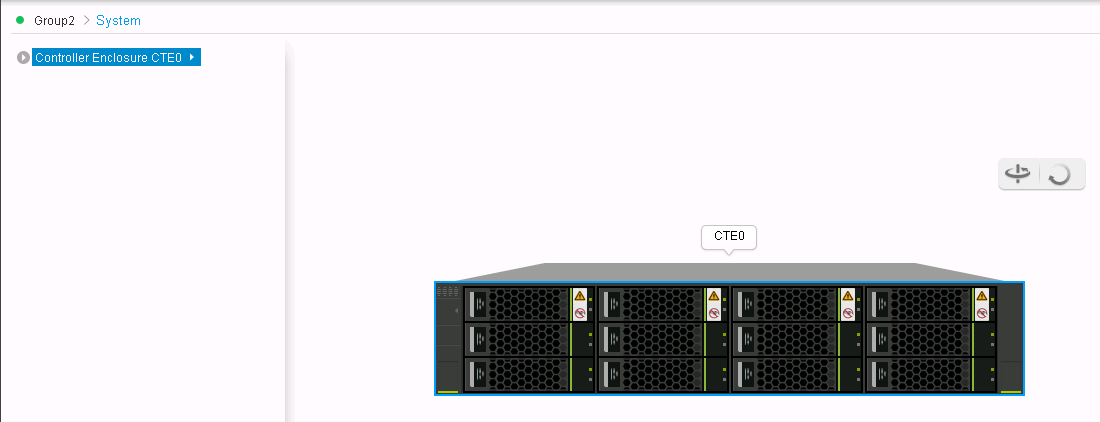 Group2 > System
Controller Enclosure CTE0
CTE0